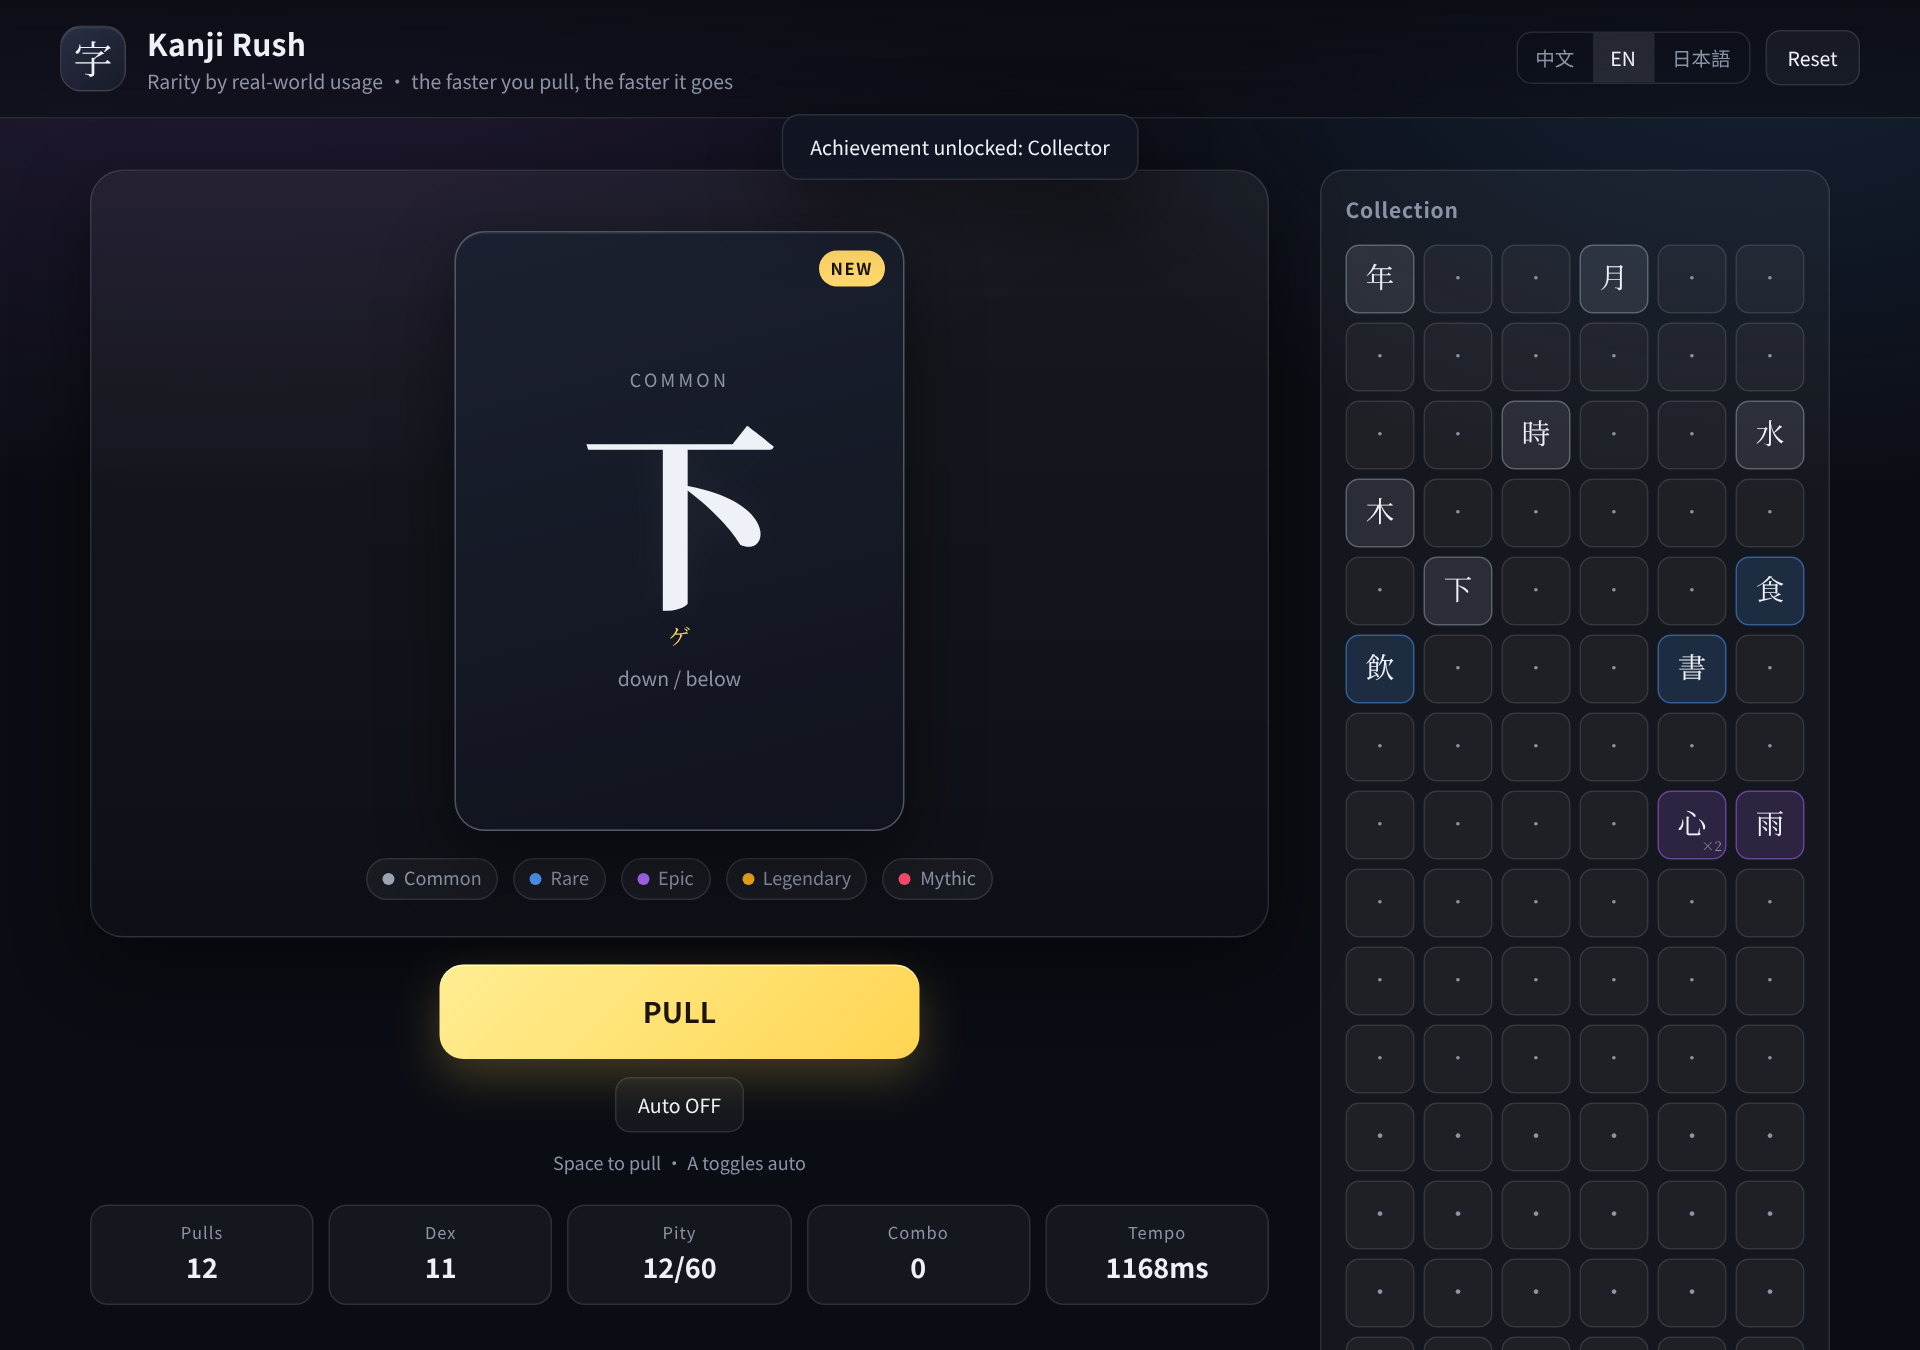 字
Kanji Rush
Rarity by real-world usage • the faster you pull, the faster it goes
中文 EN 日本語 Reset
Achievement unlocked: Collector
NEW
COMMON
下
ゲ
down / below
Common Rare Epic Legendary Mythic
PULL
Auto OFF
Space to pull • A toggles auto
Pulls
12
Dex
11
Pity
12/60
Combo
0
Tempo
1168ms
Collection
年 月
時 水
木
下 食
飲 書
心 ×2 雨